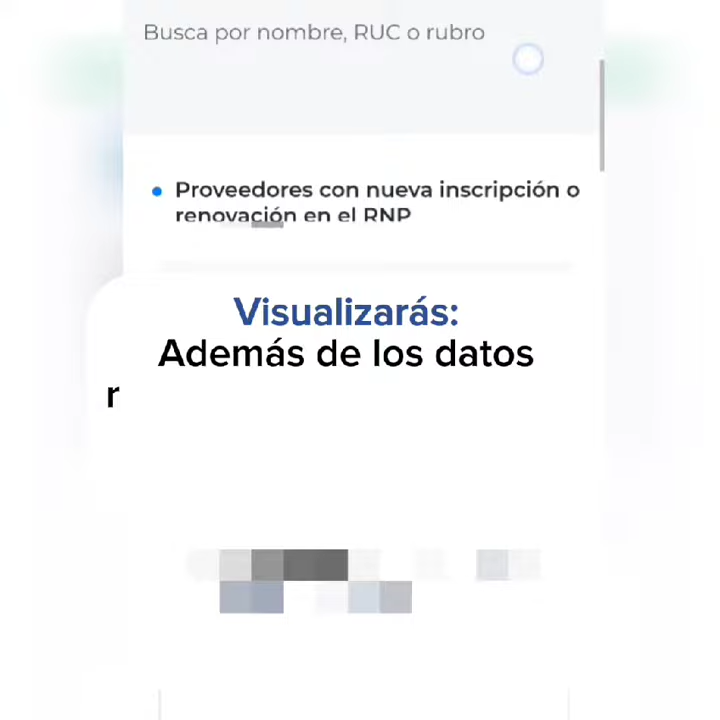 Busca por nombre, RUC o rubro
Proveedores con nueva inscripción o
renovación en el RNP
Visualizarás:
Además de los datos
r